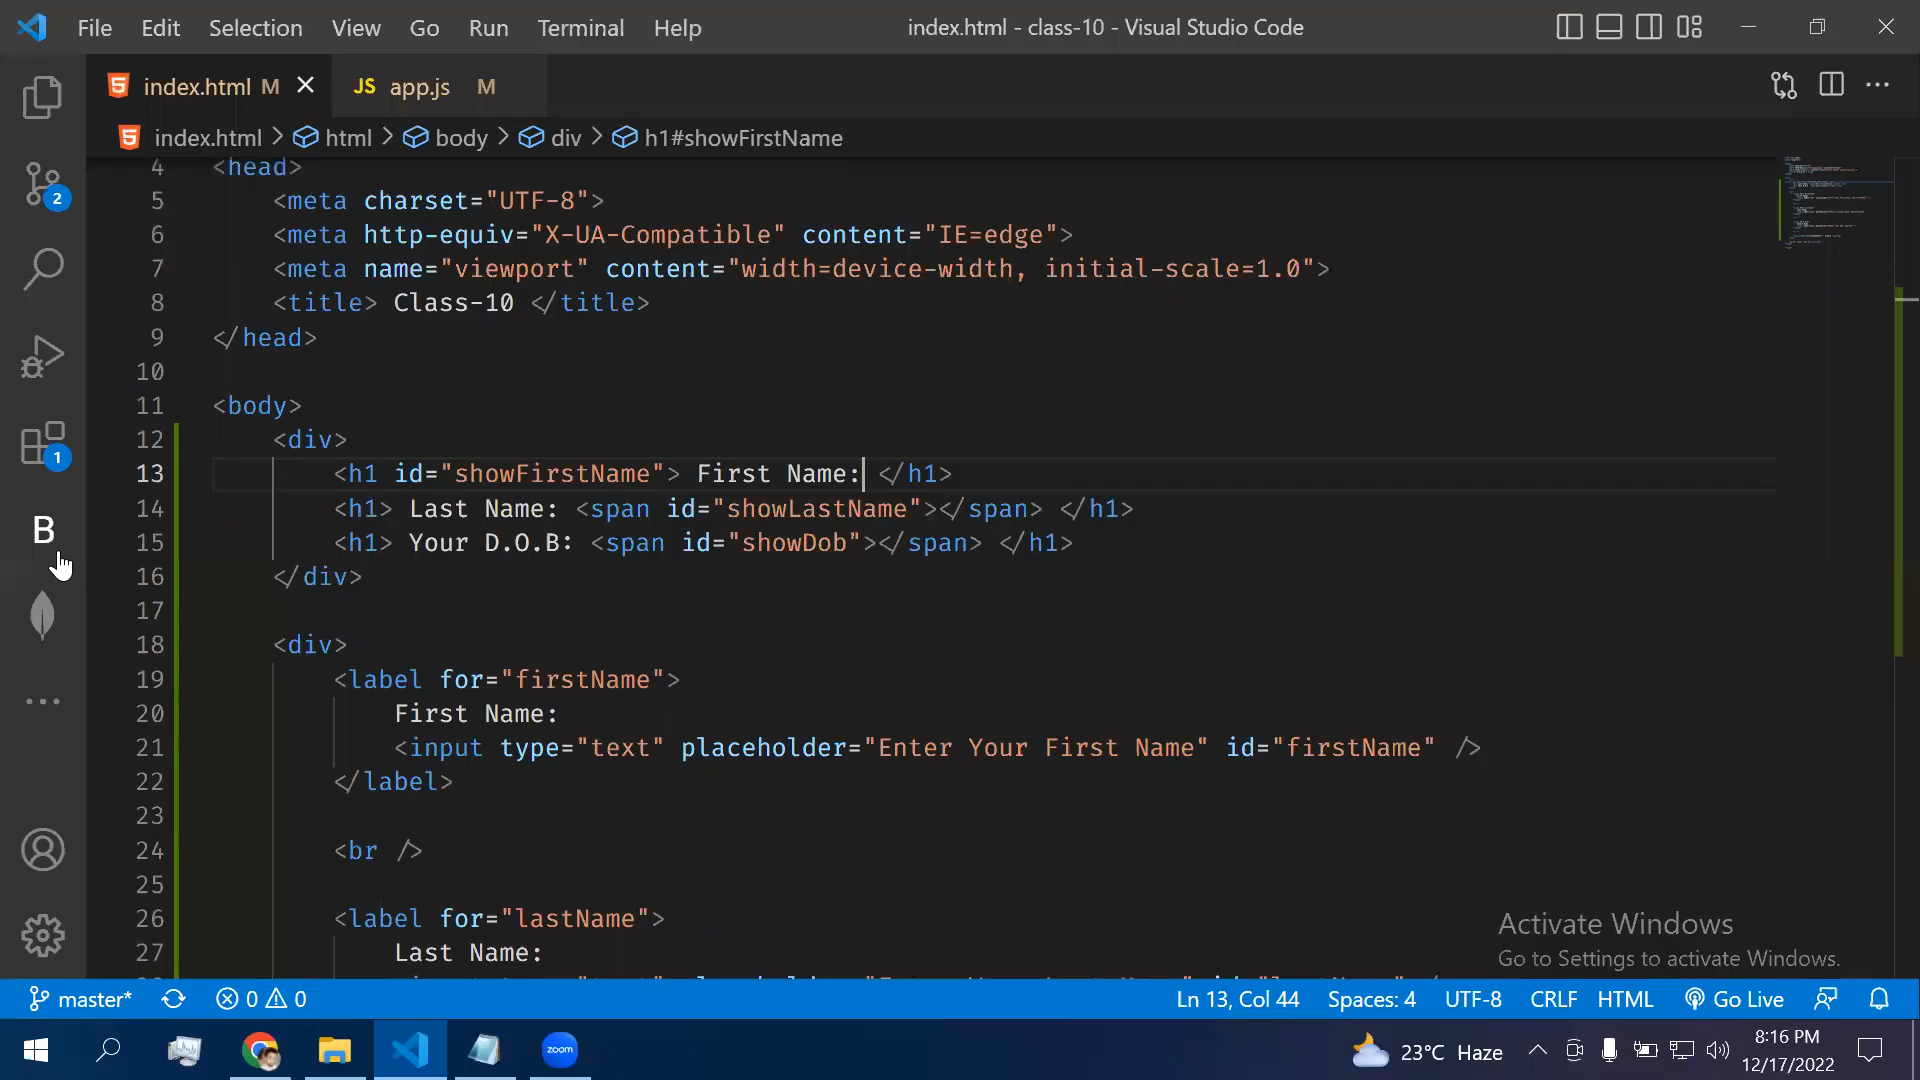 File Edit Selection View Go Run Terminal Help index.html - class-10 - Visual Studio Code
index.html M JS app.js M
index.html > html > body > div > h1#showFirstName
4 <head>
5 <meta charset="UTF-8">
6 <meta http-equiv="X-UA-Compatible" content="IE=edge">
7 <meta name="viewport" content="width=device-width, initial-scale=1.0">
8 <title> Class-10 </title>
9 </head>
10
11 <body>
12 <div>
13 <h1 id="showFirstName"> First Name: </h1>
14 <h1> Last Name: <span id="showLastName"></span> </h1>
15 <h1> Your D.O.B: <span id="showDob"></span> </h1>
16 </div>
17
18 <div>
19 <label for="firstName">
20 First Name:
21 <input type="text" placeholder="Enter Your First Name" id="firstName" />
22 </label>
23
24 <br />
25
26 <label for="lastName">
27 Last Name:
2
1
B
Activate Windows
Go to Settings to activate Windows.
master* 0 0 Ln 13, Col 44 Spaces: 4 UTF-8 CRLF HTML Go Live
zoom 23°C Haze 8:16 PM
12/17/2022